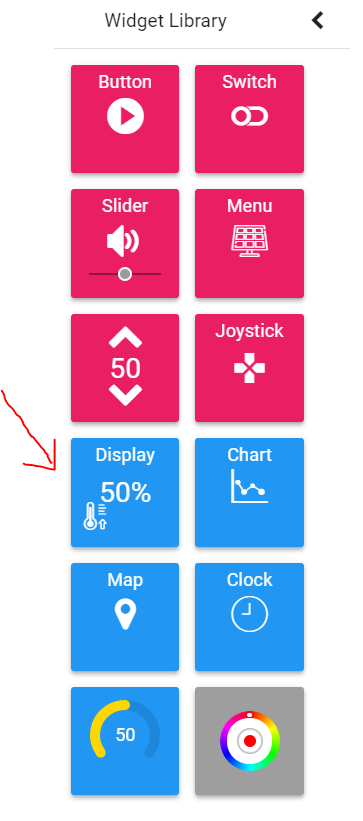 Widget Library
Button
Switch
Slider
Menu
50
Joystick
Display
Chart
50%
Map
Clock
50